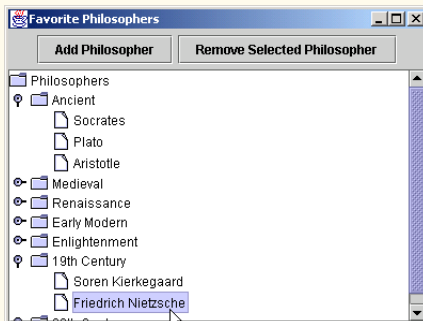 Favorite Philosophers
Add Philosopher Remove Selected Philosopher
Philosophers
Ancient
Socrates
Plato
Aristotle
Medieval
Renaissance
Early Modern
Enlightenment
19th Century
Soren Kierkegaard
Friedrich Nietzsche